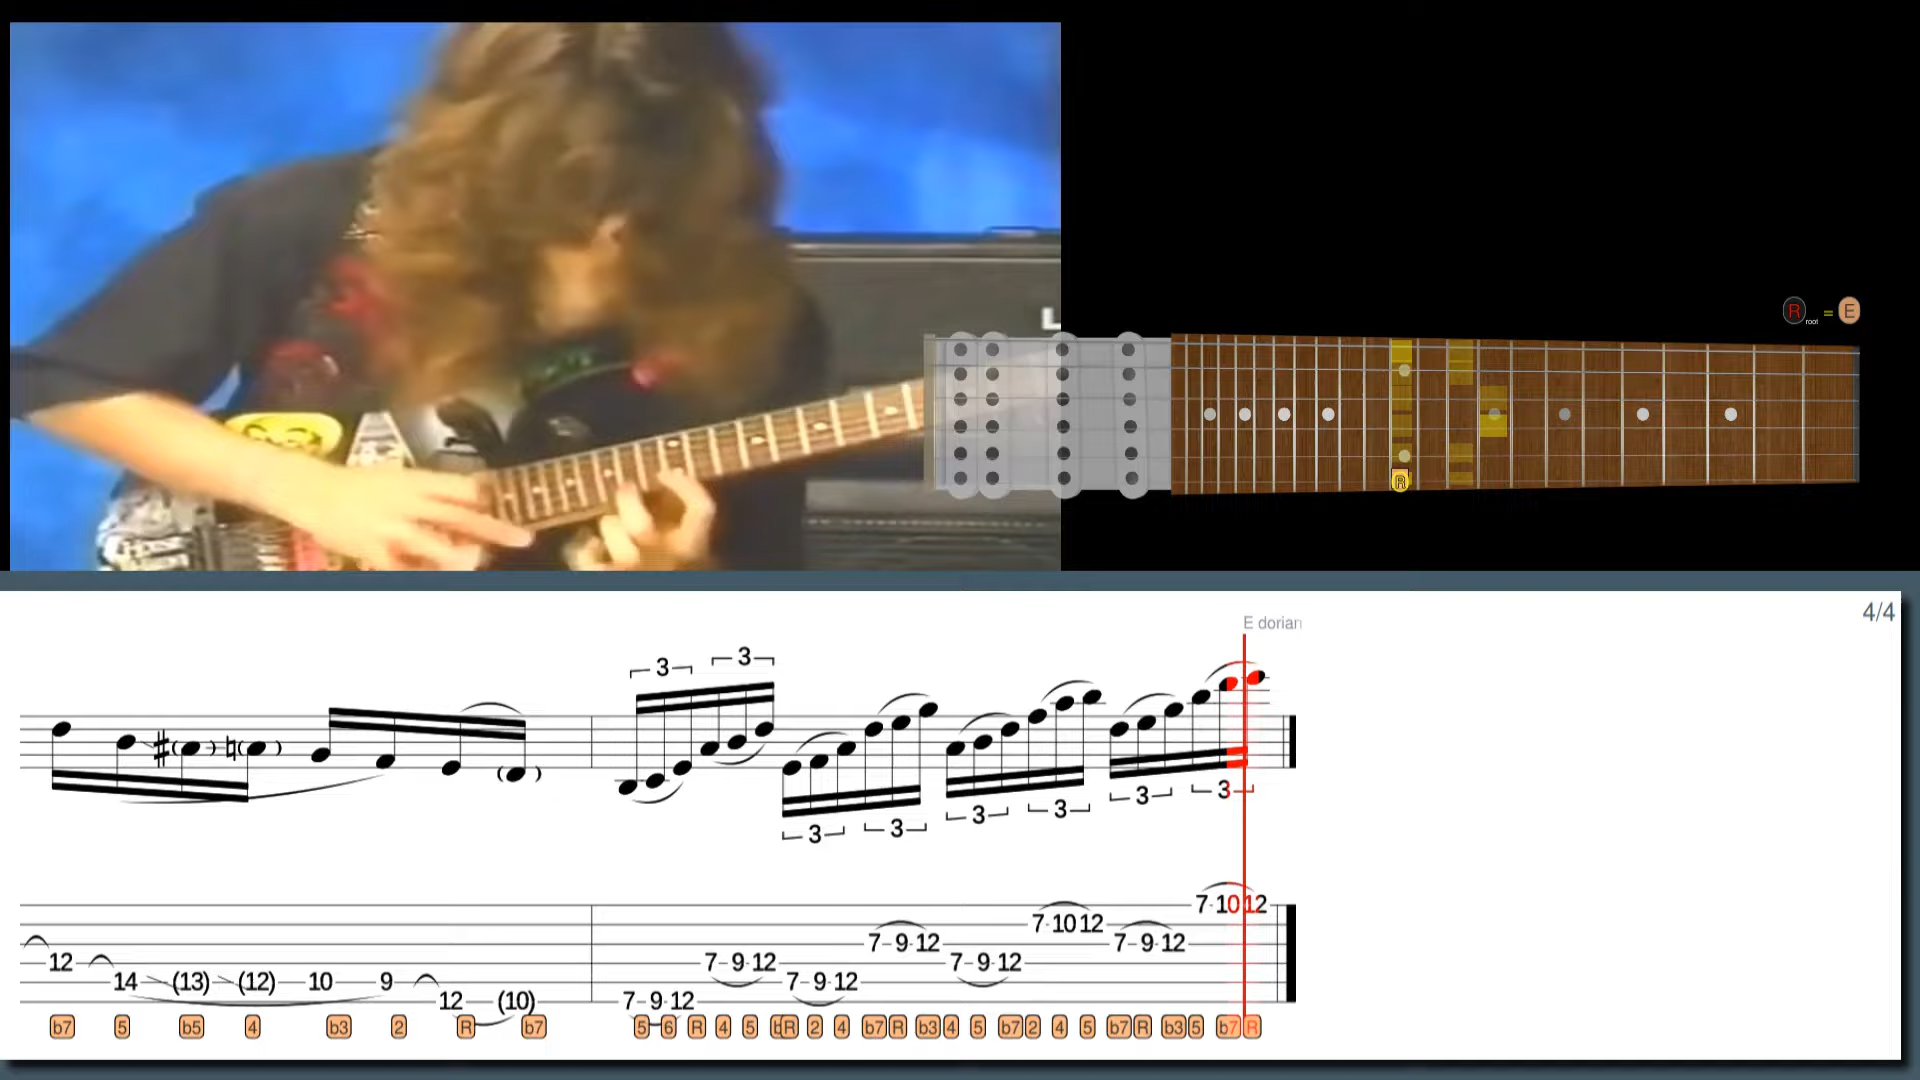 L
R root = E
4/4
E dorian
3 3
3 3 3 3 3 3
12 14 (13) (12) 10 9 12 (10)
7 9 12 7 9 12 7 9 12 7 9 12 7 9 12 7 10 12 7 9 12 7 10 12
b7 5 b5 4 b3 2 R b7 5 6 R 4 5 R 2 4 b7 R b3 4 5 b7 2 4 5 b7 R b3 5 b7 R
R